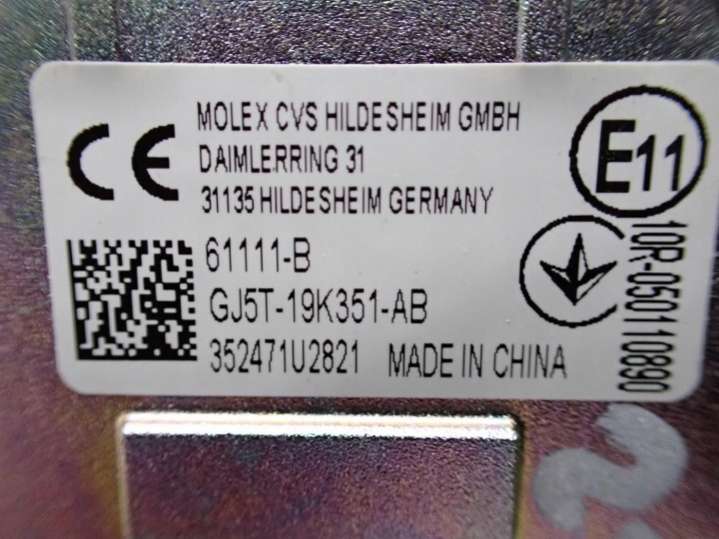 CE
MOLEX CVS HILDESHEIM GMBH
DAIMLERRING 31
31135 HILDESHEIM GERMANY
E11
10R-050110890
61111-B
GJ5T-19K351-AB
352471U2821 MADE IN CHINA